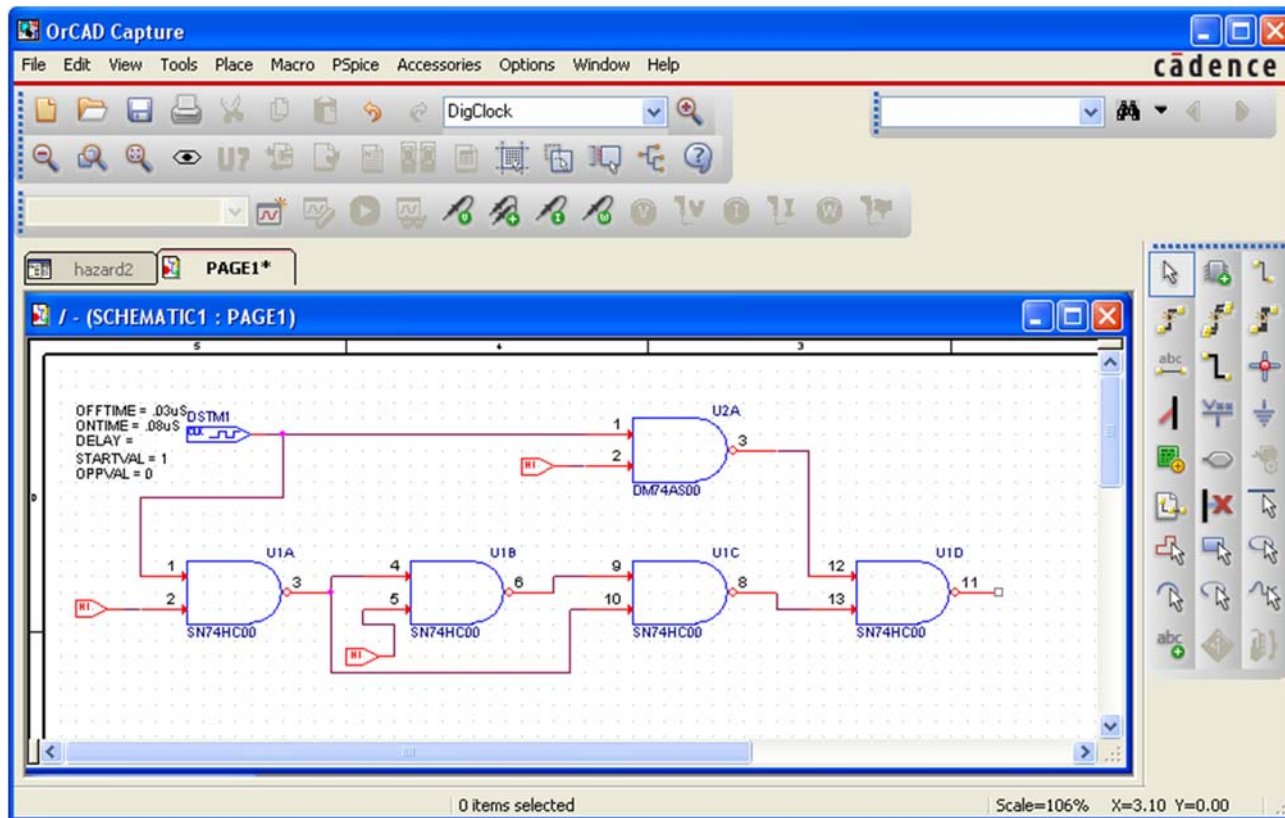 OrCAD Capture
File Edit View Tools Place Macro PSpice Accessories Options Window Help
cādence
DigClock
U?
V I W
hazard2 PAGE1*
/ - (SCHEMATIC1 : PAGE1)
5 4 3
OFFTIME = .03uS DSTM1
ONTIME = .08uS CLK
DELAY =
STARTVAL = 1
OPPVAL = 0
D
U2A
1
2
3
HI
DM74AS00
U1A
1
2
3
HI
SN74HC00
U1B
4
5
6
HI
SN74HC00
U1C
9
10
8
SN74HC00
U1D
12
13
11
SN74HC00
abc
abc
0 items selected Scale=106% X=3.10 Y=0.00